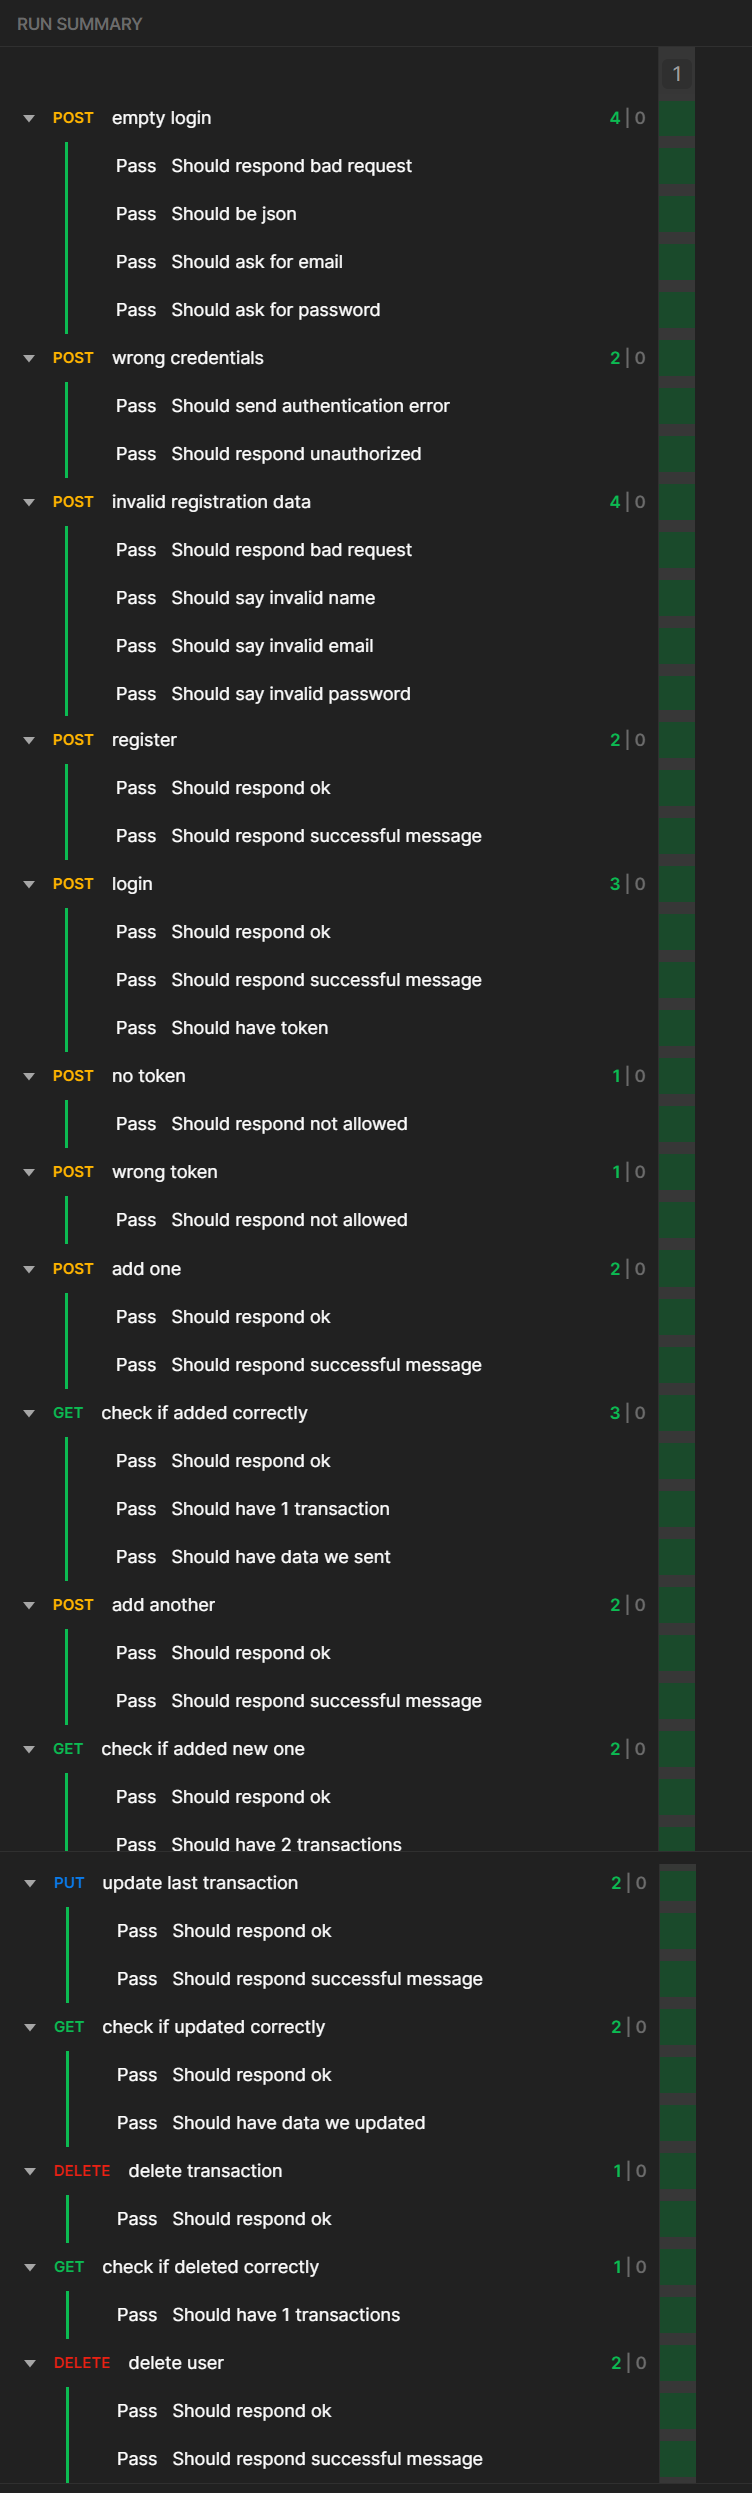 RUN SUMMARY
1
POST empty login 4 | 0
Pass Should respond bad request
Pass Should be json
Pass Should ask for email
Pass Should ask for password
POST wrong credentials 2 | 0
Pass Should send authentication error
Pass Should respond unauthorized
POST invalid registration data 4 | 0
Pass Should respond bad request
Pass Should say invalid name
Pass Should say invalid email
Pass Should say invalid password
POST register 2 | 0
Pass Should respond ok
Pass Should respond successful message
POST login 3 | 0
Pass Should respond ok
Pass Should respond successful message
Pass Should have token
POST no token 1 | 0
Pass Should respond not allowed
POST wrong token 1 | 0
Pass Should respond not allowed
POST add one 2 | 0
Pass Should respond ok
Pass Should respond successful message
GET check if added correctly 3 | 0
Pass Should respond ok
Pass Should have 1 transaction
Pass Should have data we sent
POST add another 2 | 0
Pass Should respond ok
Pass Should respond successful message
GET check if added new one 2 | 0
Pass Should respond ok
Pass Should have 2 transactions
PUT update last transaction 2 | 0
Pass Should respond ok
Pass Should respond successful message
GET check if updated correctly 2 | 0
Pass Should respond ok
Pass Should have data we updated
DELETE delete transaction 1 | 0
Pass Should respond ok
GET check if deleted correctly 1 | 0
Pass Should have 1 transactions
DELETE delete user 2 | 0
Pass Should respond ok
Pass Should respond successful message